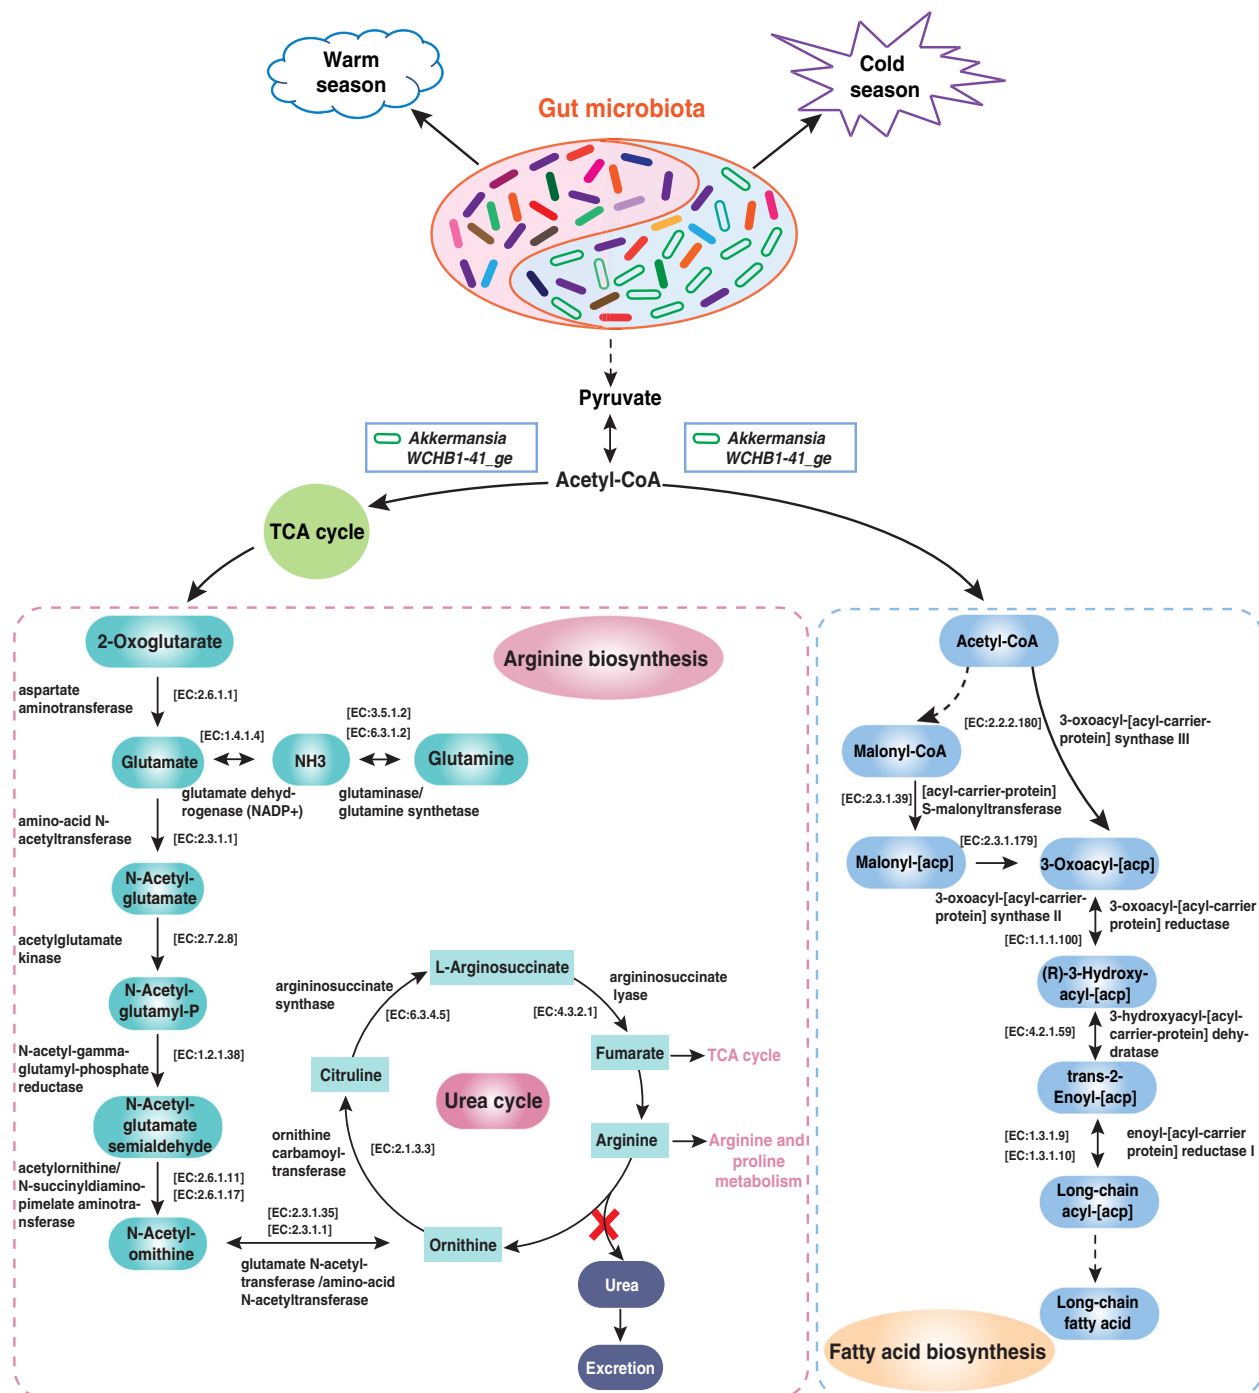 Warm
season
Cold
season
Gut microbiota
Pyruvate
Akkermansia
WCHB1-41_ge
Akkermansia
WCHB1-41_ge
Acetyl-CoA
TCA cycle
2-Oxoglutarate
Arginine biosynthesis
aspartate
aminotransferase
[EC:2.6.1.1]
Glutamate
[EC:1.4.1.4]
NH3
[EC:3.5.1.2]
[EC:6.3.1.2]
Glutamine
glutamate dehyd-
rogenase (NADP+)
glutaminase/
glutamine synthetase
amino-acid N-
acetyltransferase
[EC:2.3.1.1]
N-Acetyl-
glutamate
acetylglutamate
kinase
[EC:2.7.2.8]
N-Acetyl-
glutamyl-P
N-acetyl-gamma-
glutamyl-phosphate
reductase
[EC:1.2.1.38]
N-Acetyl-
glutamate
semialdehyde
acetylornithine/
N-succinyldiamino-
pimelate aminotra-
nsferase
[EC:2.6.1.11]
[EC:2.6.1.17]
N-Acetyl-
omithine
[EC:2.3.1.35]
[EC:2.3.1.1]
glutamate N-acetyl-
transferase /amino-acid
N-acetyltransferase
Ornithine
ornithine
carbamoyl-
transferase
[EC:2.1.3.3]
Citruline
argininosuccinate
synthase
[EC:6.3.4.5]
L-Arginosuccinate
argininosuccinate
lyase
[EC:4.3.2.1]
Fumarate
TCA cycle
Urea cycle
Arginine
Arginine and
proline
metabolism
Urea
Excretion
Acetyl-CoA
[EC:2.2.2.180]
3-oxoacyl-[acyl-carrier-
protein] synthase III
Malonyl-CoA
[EC:2.3.1.39]
[acyl-carrier-protein]
S-malonyltransferase
Malonyl-[acp]
[EC:2.3.1.179]
3-Oxoacyl-[acp]
3-oxoacyl-[acyl-carrier-
protein] synthase II
3-oxoacyl-[acyl-carrier
protein] reductase
[EC:1.1.1.100]
(R)-3-Hydroxy-
acyl-[acp]
[EC:4.2.1.59]
3-hydroxyacyl-[acyl-
carrier-protein] dehy-
dratase
trans-2-
Enoyl-[acp]
[EC:1.3.1.9]
[EC:1.3.1.10]
enoyl-[acyl-carrier
protein] reductase I
Long-chain
acyl-[acp]
Long-chain
fatty acid
Fatty acid biosynthesis